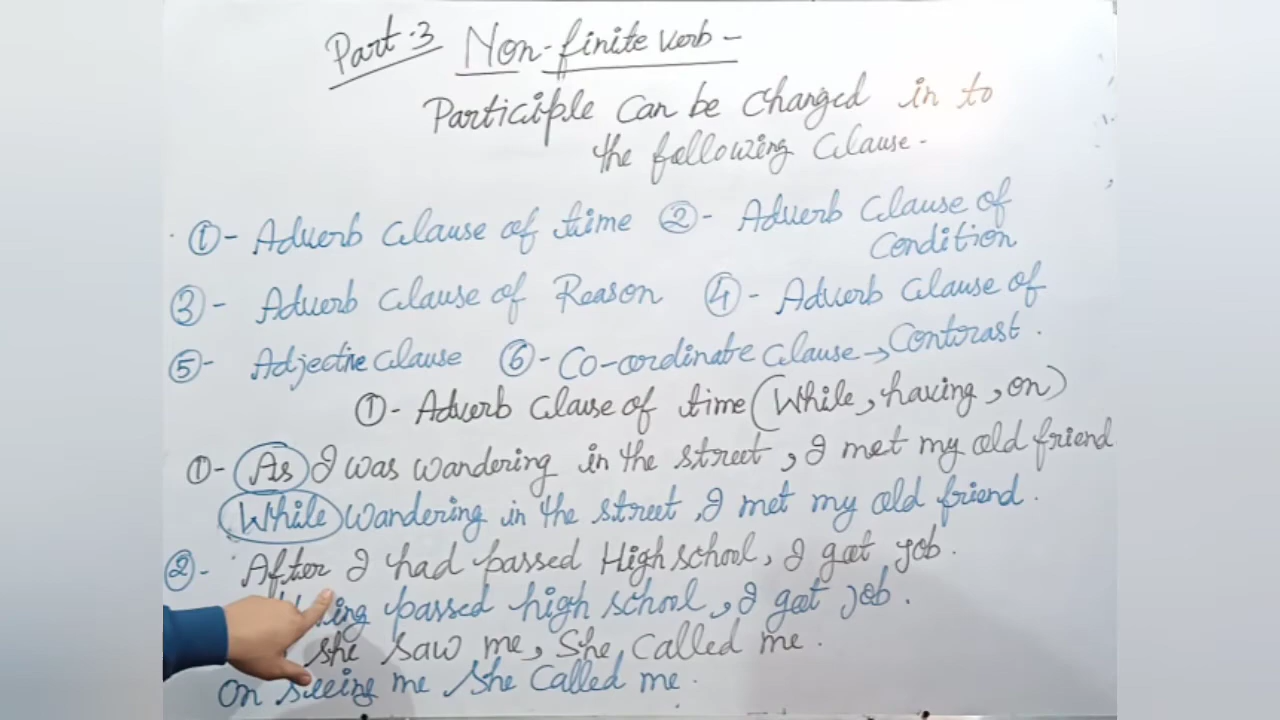 Part.3 Non-finite verb -
Participle can be changed in to
the following Clause -
① - Adverb Clause of time ② - Adverb Clause of
Condition
③ - Adverb Clause of Reason ④ - Adverb Clause of
Contrast.
⑤ - Adjective Clause ⑥ - Co-ordinate Clause →
① - Adverb Clause of time (While, having, on)
① - As I was wandering in the street, I met my old friend
While wandering in the street, I met my old friend.
② - After I had passed High school, I got job.
passed high school, I got job.
she saw me, She called me.
On seeing me she called me.